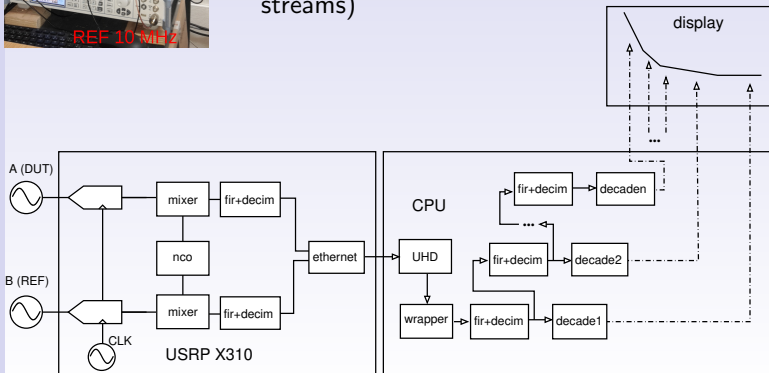 streams)
REF 10 MHz
display
...
A (DUT)
mixer
fir+decim
nco
ethernet
B (REF)
mixer
fir+decim
CLK
USRP X310
CPU
fir+decim
decaden
...
UHD
fir+decim
decade2
wrapper
fir+decim
decade1